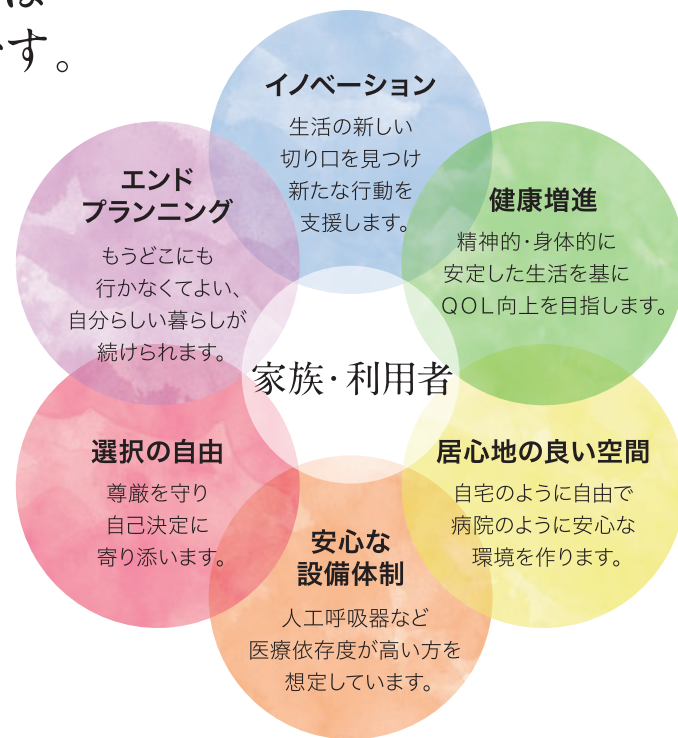 は
です。
イノベーション
生活の新しい
切り口を見つけ
新たな行動を
支援します。
健康増進
精神的・身体的に
安定した生活を基に
QOL向上を目指します。
エンド
プランニング
もうどこにも
行かなくてよい、
自分らしい暮らしが
続けられます。
家族・利用者
選択の自由
尊厳を守り
自己決定に
寄り添います。
居心地の良い空間
自宅のように自由で
病院のように安心な
環境を作ります。
安心な
設備体制
人工呼吸器など
医療依存度が高い方を
想定しています。